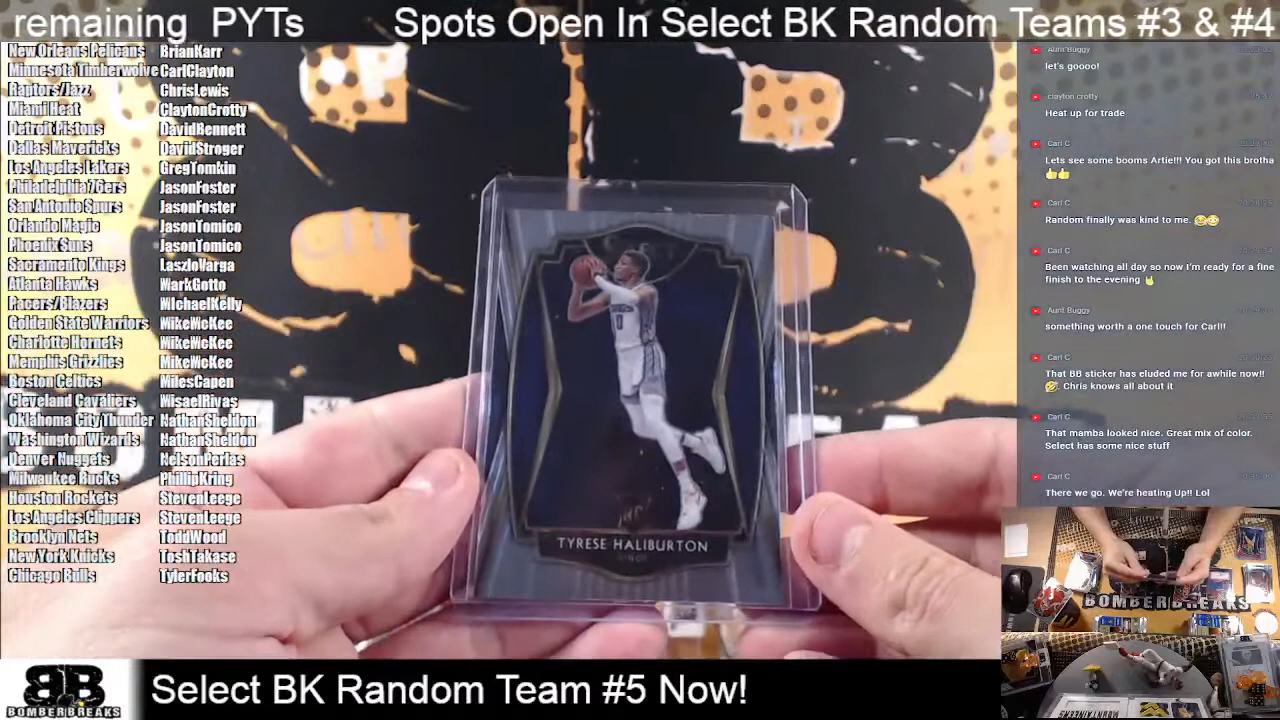 remaining PYTs Spots Open In Select BK Random Teams #3 & #4
New Orleans Pelicans BrianKarr
Minnesota Timberwolve CarlClayton
Raptors/Jazz ChrisLewis
Miami Heat ClaytonCrotty
Detroit Pistons DavidBennett
Dallas Mavericks DavidStroger
Los Angeles Lakers GregTomkin
Philadelphia 76ers JasonFoster
San Antonio Spurs JasonFoster
Orlando Magic JasonTomico
Phoenix Suns JasonTomico
Sacramento Kings LaszloVarga
Atlanta Hawks MarkGotto
Pacers/Blazers MichaelKelly
Golden State Warriors MikeMcKee
Charlotte Hornets MikeMcKee
Memphis Grizzlies MikeMcKee
Boston Celtics MilesCapen
Cleveland Cavaliers MisaelRivas
Oklahoma City Thunder NathanSheldon
Washington Wizards NathanSheldon
Denver Nuggets NelsonPerlas
Milwaukee Bucks PhillipKring
Houston Rockets StevenLeege
Los Angeles Clippers StevenLeege
Brooklyn Nets ToddWood
New York Knicks ToshTakase
Chicago Bulls TylerFooks
TYRESE HALIBURTON
KINGS
Aunt Buggy
let's goooo!
clayton crotty
Heat up for trade
Carl C
Lets see some booms Artie!!! You got this brotha
👍👍
Carl C
Random finally was kind to me. 😂😳
Carl C
Been watching all day so now I'm ready for a fine
finish to the evening 🤘
Aunt Buggy
something worth a one touch for Carl!!
Carl C
That BB sticker has eluded me for awhile now!!
🤣. Chris knows all about it
Carl C
That mamba looked nice. Great mix of color.
Select has some nice stuff
Carl C
There we go. We're heating Up!! Lol
BOMBERBREAKS
MOUNTAINEERS
BB
BOMBERBREAKS
Select BK Random Team #5 Now!